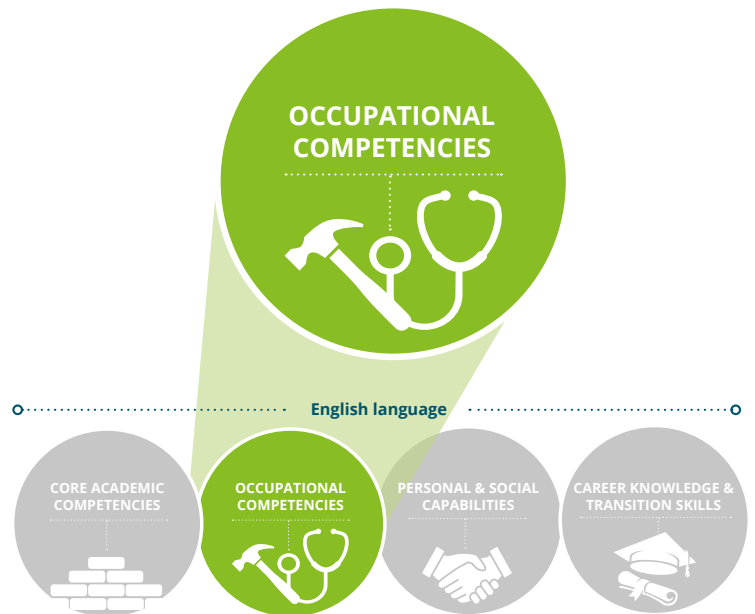 OCCUPATIONAL
COMPETENCIES
English language
CORE ACADEMIC
COMPETENCIES
OCCUPATIONAL
COMPETENCIES
PERSONAL & SOCIAL
CAPABILITIES
CAREER KNOWLEDGE &
TRANSITION SKILLS